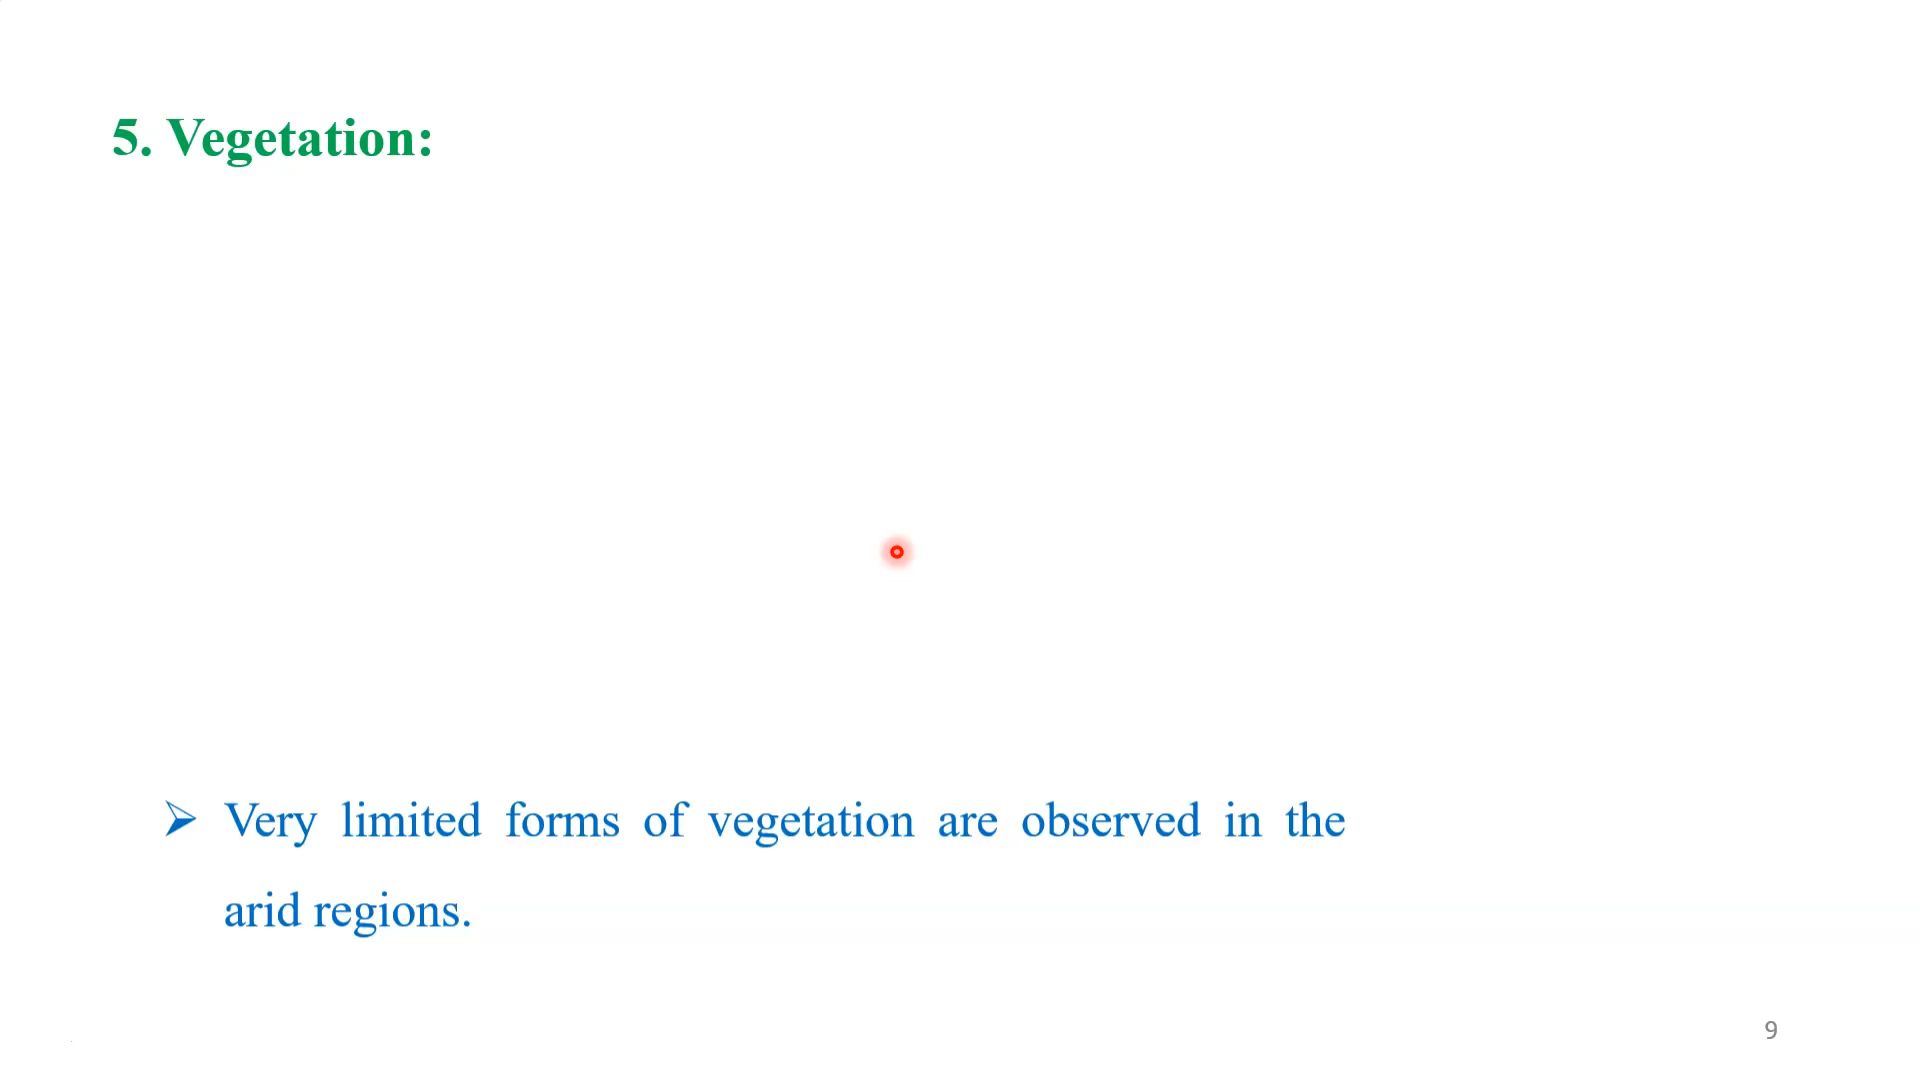 5. Vegetation:
➢ Very limited forms of vegetation are observed in the
arid regions.
9